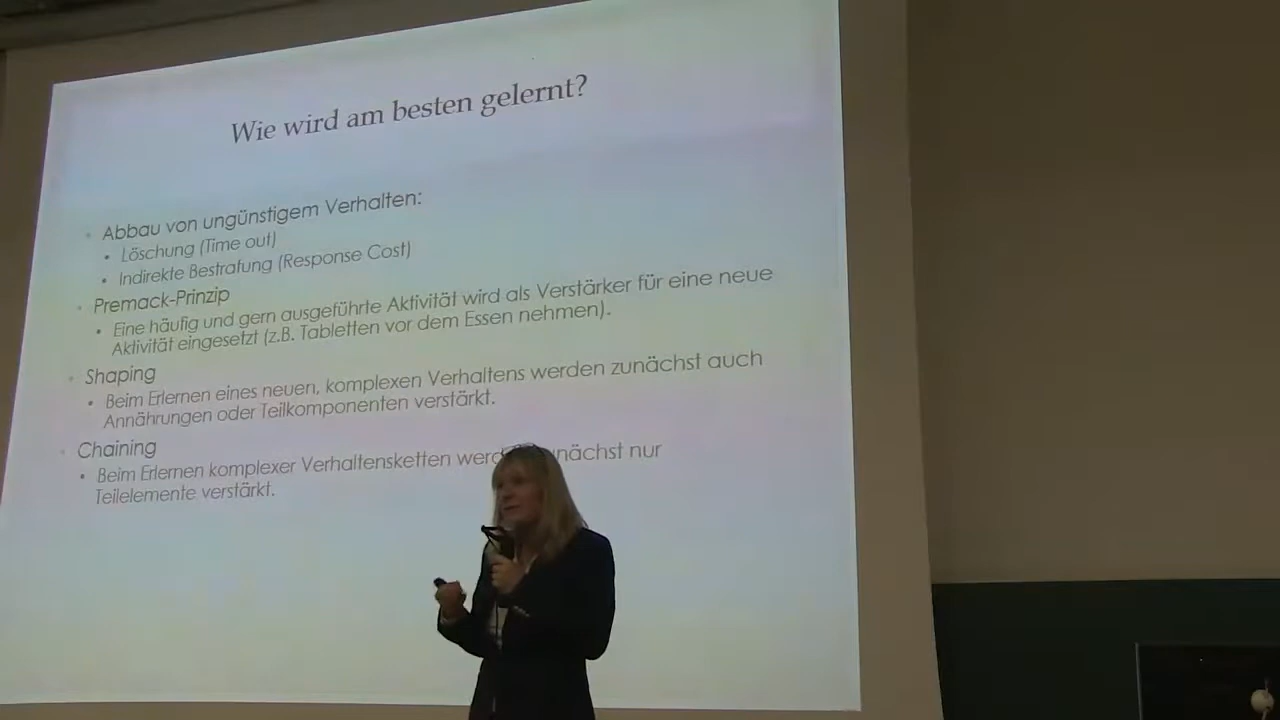 Wie wird am besten gelernt?
• Abbau von ungünstigem Verhalten:
• Löschung (Time out)
• Indirekte Bestrafung (Response Cost)
• Premack-Prinzip
• Eine häufig und gern ausgeführte Aktivität wird als Verstärker für eine neue
Aktivität eingesetzt (z.B. Tabletten vor dem Essen nehmen).
• Shaping
• Beim Erlernen eines neuen, komplexen Verhaltens werden zunächst auch
Annährungen oder Teilkomponenten verstärkt.
• Chaining
• Beim Erlernen komplexer Verhaltensketten nur
Teilelemente verstärkt.